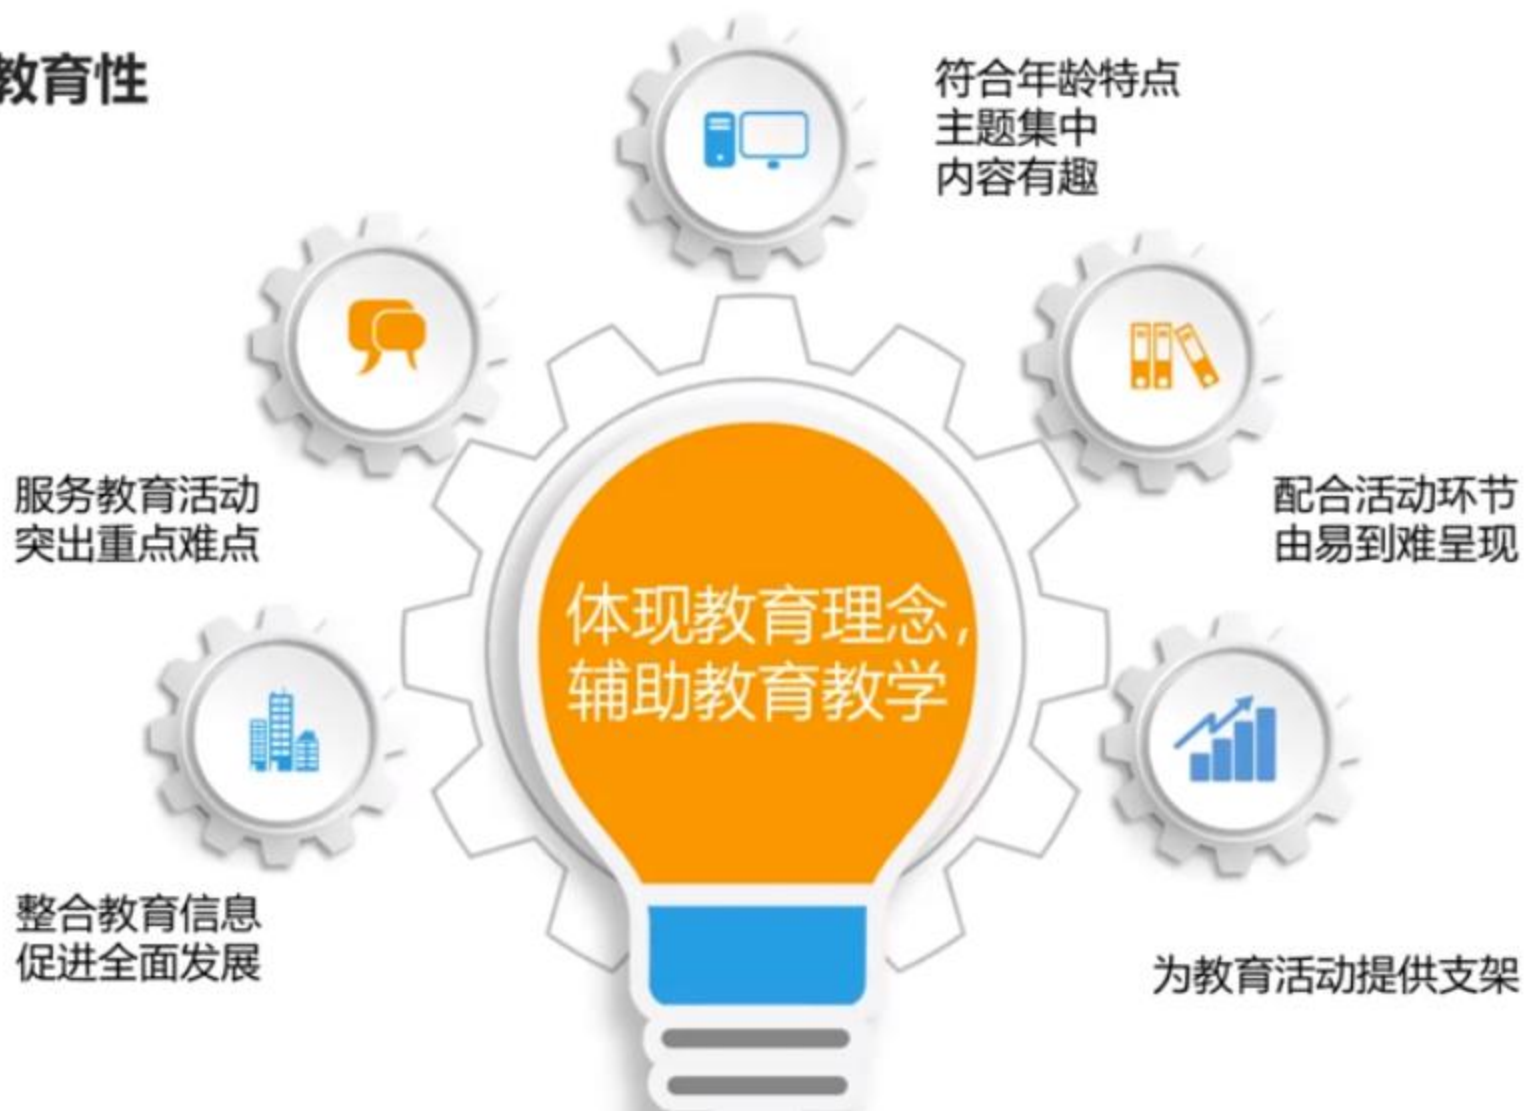 教育性
符合年龄特点
主题集中
内容有趣
服务教育活动
突出重点难点
配合活动环节
由易到难呈现
体现教育理念,
辅助教育教学
整合教育信息
促进全面发展
为教育活动提供支架